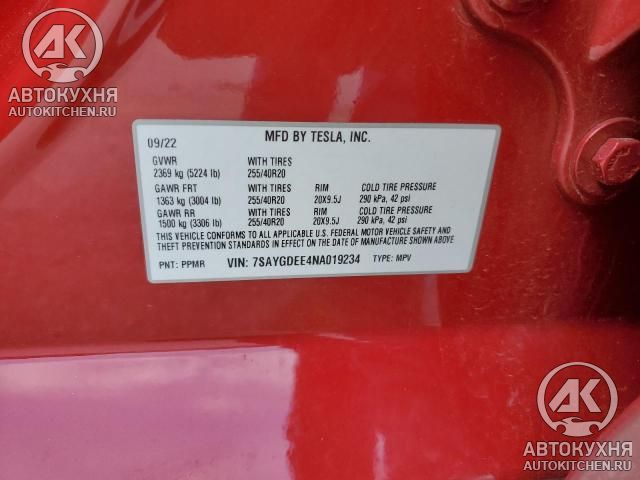 AK
АВТОКУХНЯ
AUTOKITCHEN.RU
09/22 MFD BY TESLA, INC.
GVWR WITH TIRES
2369 kg (5224 lb) 255/40R20
GAWR FRT WITH TIRES RIM COLD TIRE PRESSURE
1363 kg (3004 lb) 255/40R20 20X9.5J 290 kPa, 42 psi
GAWR RR WITH TIRES RIM COLD TIRE PRESSURE
1500 kg (3306 lb) 255/40R20 20X9.5J 290 kPa, 42 psi
THIS VEHICLE CONFORMS TO ALL APPLICABLE U.S. FEDERAL MOTOR VEHICLE SAFETY AND
THEFT PREVENTION STANDARDS IN EFFECT ON THE DATE OF MANUFACTURE SHOWN ABOVE.
PNT: PPMR VIN: 7SAYGDEE4NA019234 TYPE: MPV
AK
АВТОКУХНЯ
AUTOKITCHEN.RU